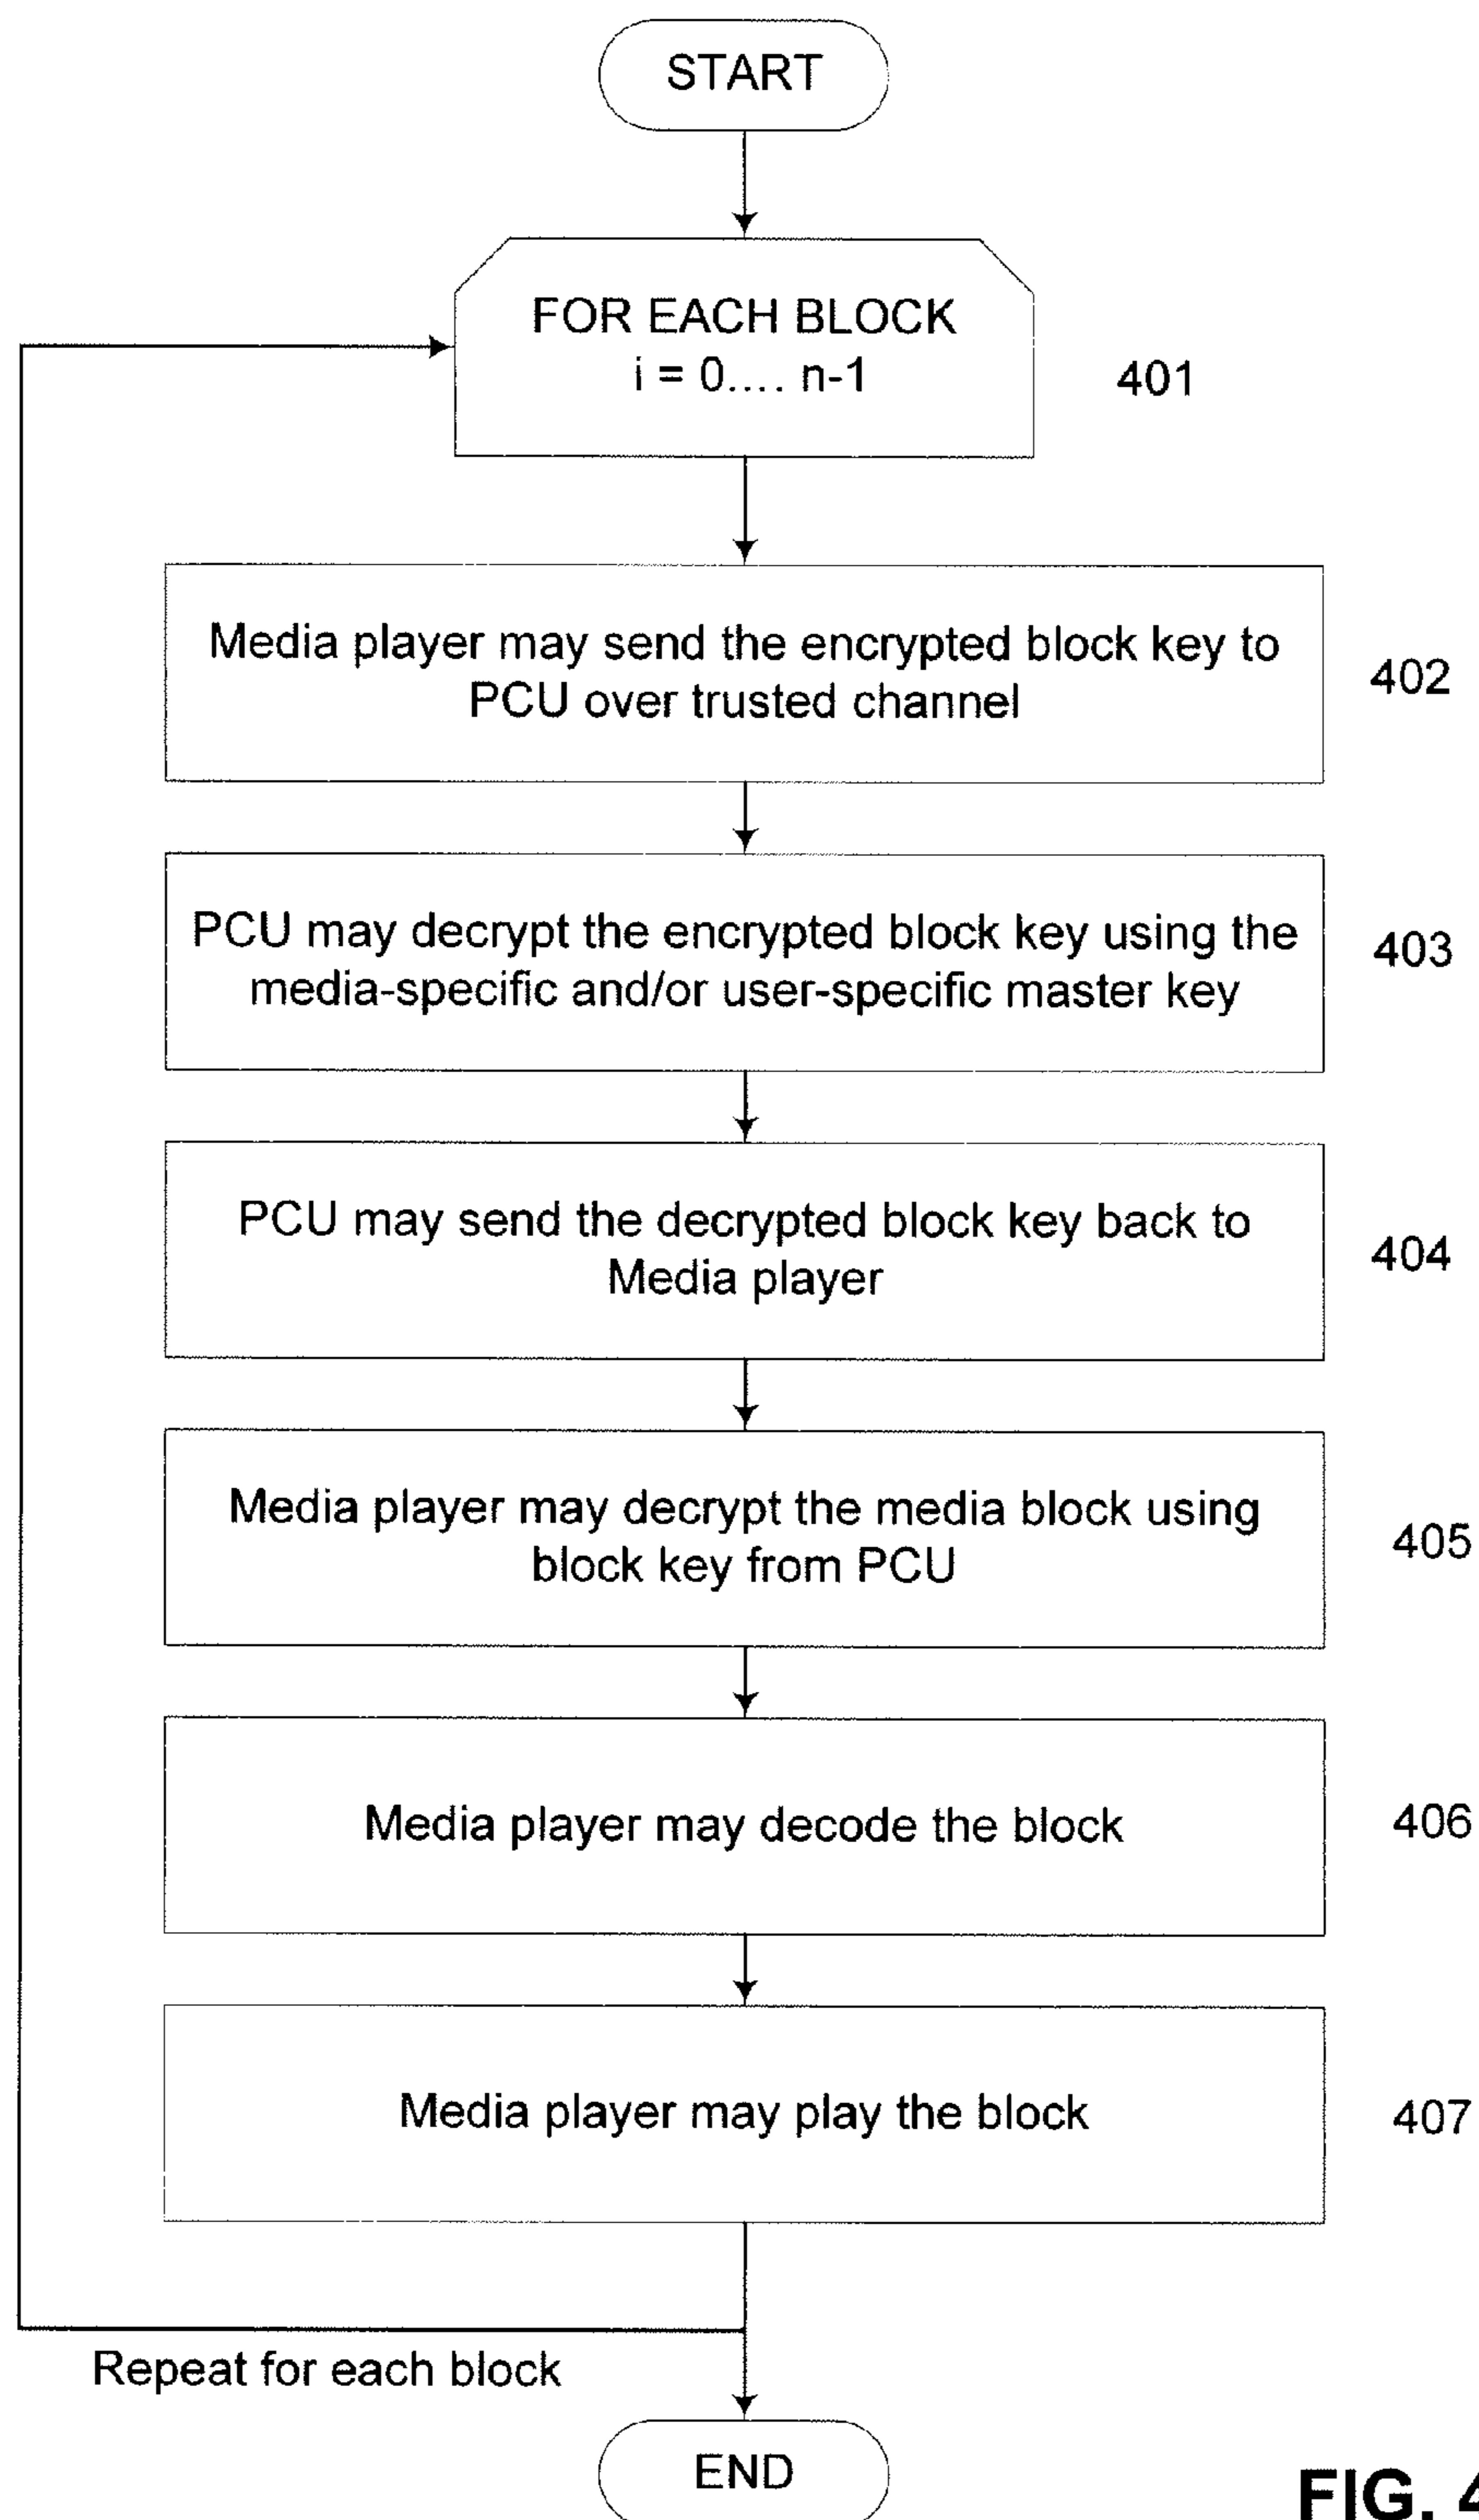 START
FOR EACH BLOCK
i = 0.... n-1
401
Media player may send the encrypted block key to
PCU over trusted channel
402
PCU may decrypt the encrypted block key using the
media-specific and/or user-specific master key
403
PCU may send the decrypted block key back to
Media player
404
Media player may decrypt the media block using
block key from PCU
405
Media player may decode the block
406
Media player may play the block
407
Repeat for each block
END
FIG. 4